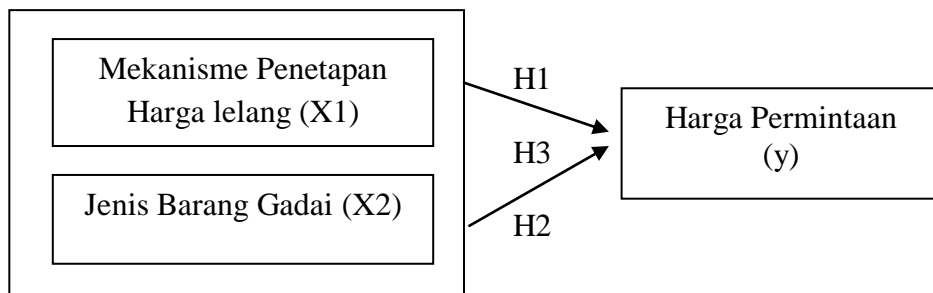 Mekanisme Penetapan
Harga lelang (X1)
Jenis Barang Gadai (X2)
H1
H3
H2
Harga Permintaan
(y)